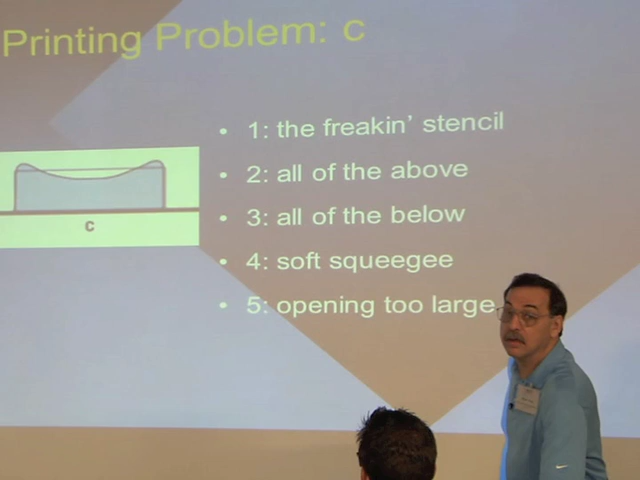 Printing Problem: c
• 1: the freakin' stencil
• 2: all of the above
• 3: all of the below
• 4: soft squeegee
• 5: opening too large
c